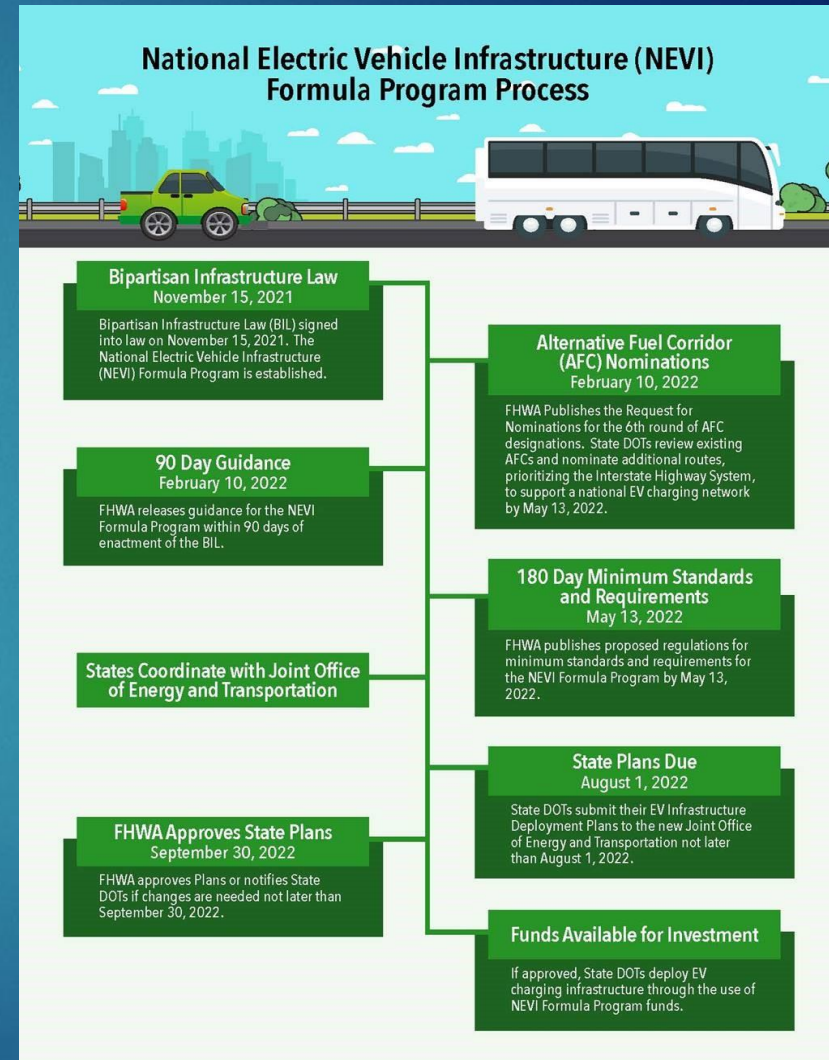 National Electric Vehicle Infrastructure (NEVI)
Formula Program Process
Bipartisan Infrastructure Law
November 15, 2021
Bipartisan Infrastructure Law (BIL) signed
into law on November 15, 2021. The
National Electric Vehicle Infrastructure
(NEVI) Formula Program is established.
Alternative Fuel Corridor
(AFC) Nominations
February 10, 2022
FHWA Publishes the Request for
Nominations for the 6th round of AFC
designations. State DOTs review existing
AFCs and nominate additional routes,
prioritizing the Interstate Highway System,
to support a national EV charging network
by May 13, 2022.
90 Day Guidance
February 10, 2022
FHWA releases guidance for the NEVI
Formula Program within 90 days of
enactment of the BIL.
180 Day Minimum Standards
and Requirements
May 13, 2022
FHWA publishes proposed regulations for
minimum standards and requirements for
the NEVI Formula Program by May 13,
2022.
States Coordinate with Joint Office
of Energy and Transportation
State Plans Due
August 1, 2022
State DOTs submit their EV Infrastructure
Deployment Plans to the new Joint Office
of Energy and Transportation not later
than August 1, 2022.
FHWA Approves State Plans
September 30, 2022
FHWA approves Plans or notifies State
DOTs if changes are needed not later than
September 30, 2022.
Funds Available for Investment
If approved, State DOTs deploy EV
charging infrastructure through the use of
NEVI Formula Program funds.